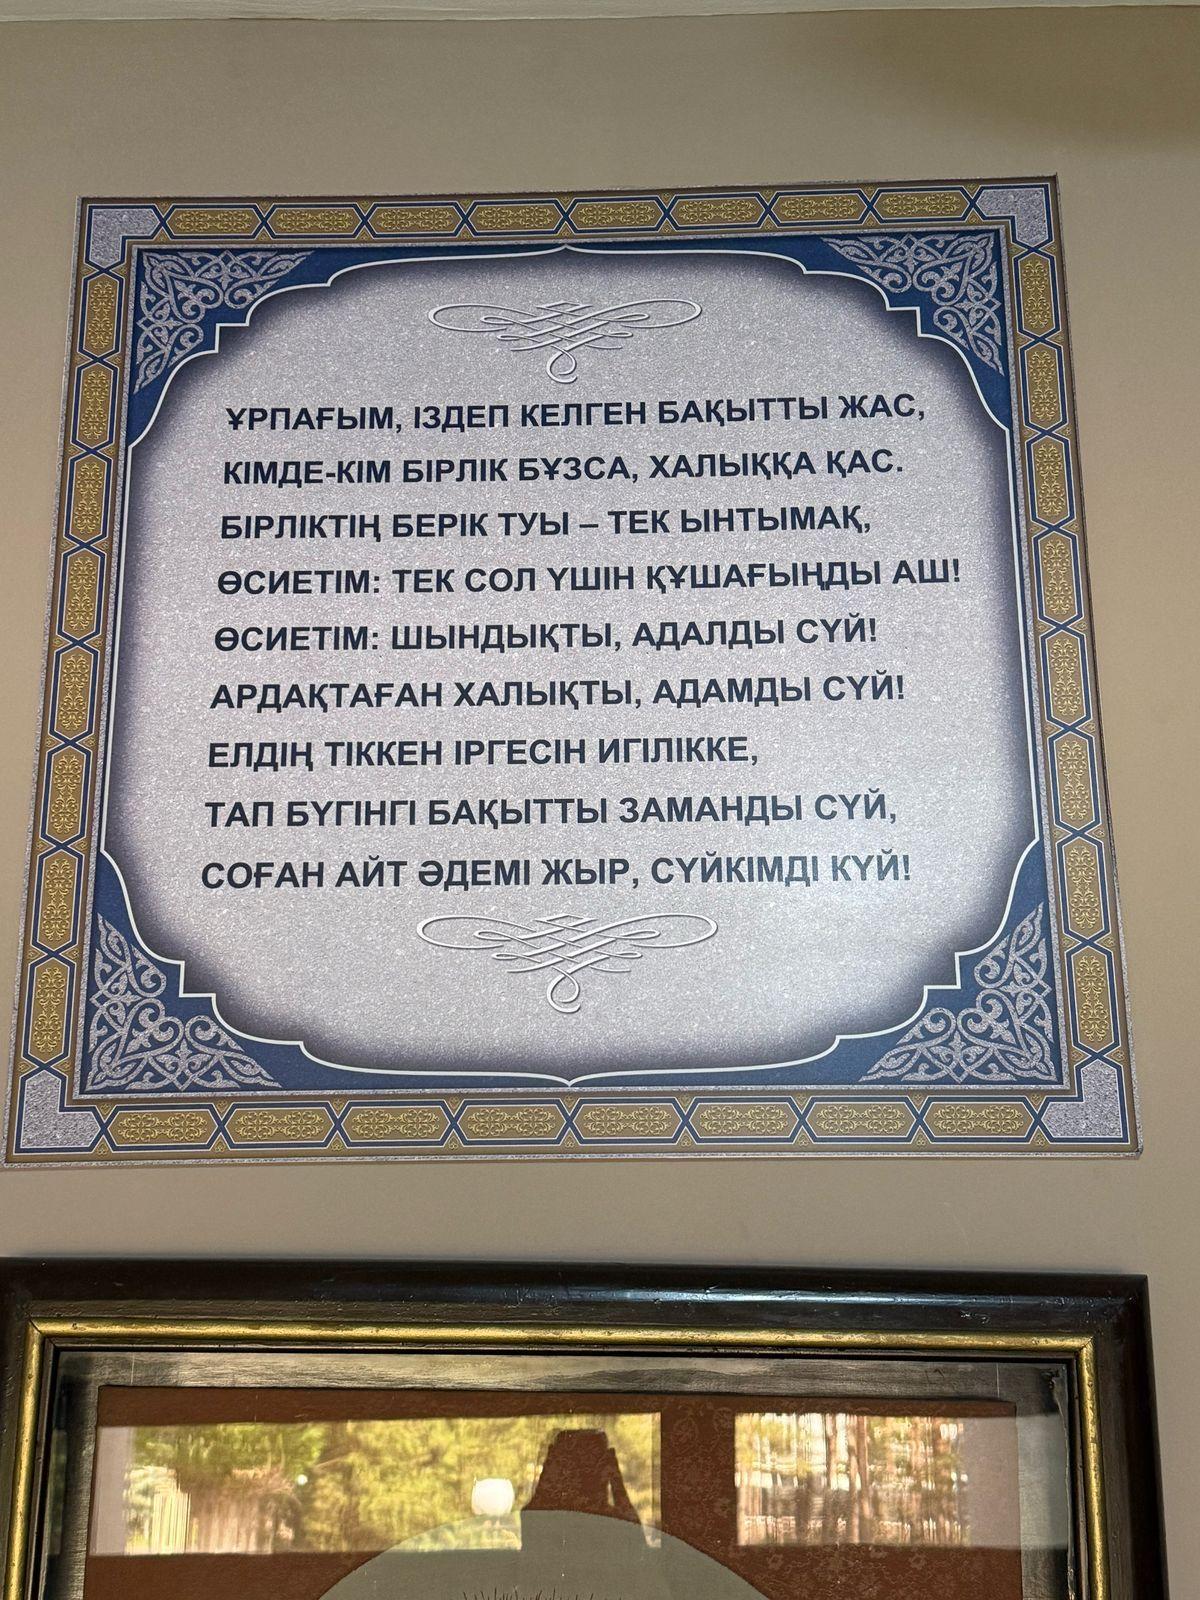 ҰРПАҒЫМ, ІЗДЕП КЕЛГЕН БАҚЫТТЫ ЖАС,
КІМДЕ-КІМ БІРЛІК БҰЗСА, ХАЛЫҚҚА ҚАС.
БІРЛІКТІҢ БЕРІК ТУЫ – ТЕК ЫНТЫМАҚ,
ӨСИЕТІМ: ТЕК СОЛ ҮШІН ҚҰШАҒЫҢДЫ АШ!
ӨСИЕТІМ: ШЫНДЫҚТЫ, АДАЛДЫ СҮЙ!
АРДАҚТАҒАН ХАЛЫҚТЫ, АДАМДЫ СҮЙ!
ЕЛДІҢ ТІККЕН ІРГЕСІН ИГІЛІККЕ,
ТАП БҮГІНГІ БАҚЫТТЫ ЗАМАНДЫ СҮЙ,
СОҒАН АЙТ ӘДЕМІ ЖЫР, СҮЙКІМДІ КҮЙ!